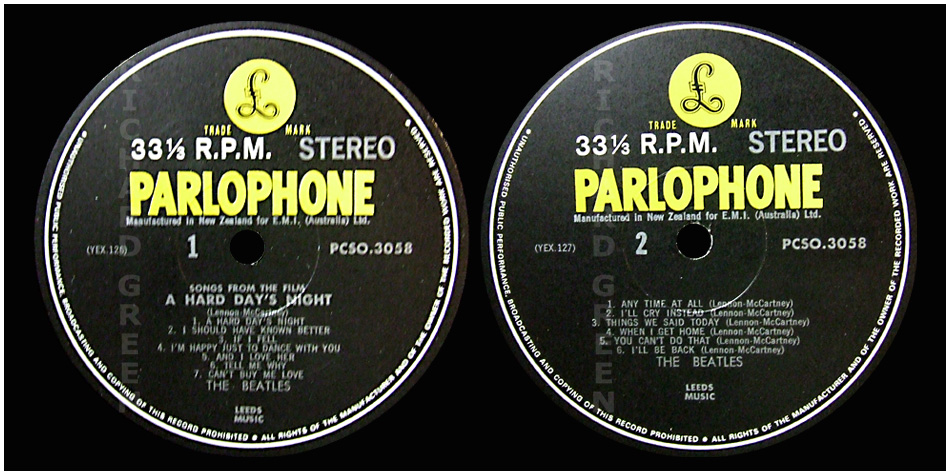 £
TRADE MARK
33⅓ R.P.M. STEREO
PARLOPHONE
Manufactured in New Zealand for E.M.I. (Australia) Ltd.
(YEX.126) 1 PCSO.3058
SONGS FROM THE FILM
A HARD DAY'S NIGHT
(Lennon-McCartney)
1. A HARD DAY'S NIGHT
2. I SHOULD HAVE KNOWN BETTER
3. IF I FELL
4. I'M HAPPY JUST TO DANCE WITH YOU
5. AND I LOVE HER
6. TELL ME WHY
7. CAN'T BUY ME LOVE
THE BEATLES
LEEDS
MUSIC
• UNAUTHORISED PUBLIC PERFORMANCE, BROADCASTING AND COPYING OF THIS RECORD PROHIBITED • ALL RIGHTS OF THE MANUFACTURER AND OF THE OWNER OF THE RECORDED WORK ARE RESERVED •
RICHARD GREEN
£
TRADE MARK
33⅓ R.P.M. STEREO
PARLOPHONE
Manufactured in New Zealand for E.M.I. (Australia) Ltd.
(YEX.127) 2 PCSO.3058
1. ANY TIME AT ALL (Lennon-McCartney)
2. I'LL CRY INSTEAD (Lennon-McCartney)
3. THINGS WE SAID TODAY (Lennon-McCartney)
4. WHEN I GET HOME (Lennon-McCartney)
5. YOU CAN'T DO THAT (Lennon-McCartney)
6. I'LL BE BACK (Lennon-McCartney)
THE BEATLES
LEEDS
MUSIC
• UNAUTHORISED PUBLIC PERFORMANCE, BROADCASTING AND COPYING OF THIS RECORD PROHIBITED • ALL RIGHTS OF THE MANUFACTURER AND OF THE OWNER OF THE RECORDED WORK ARE RESERVED •
RICHARD GREEN